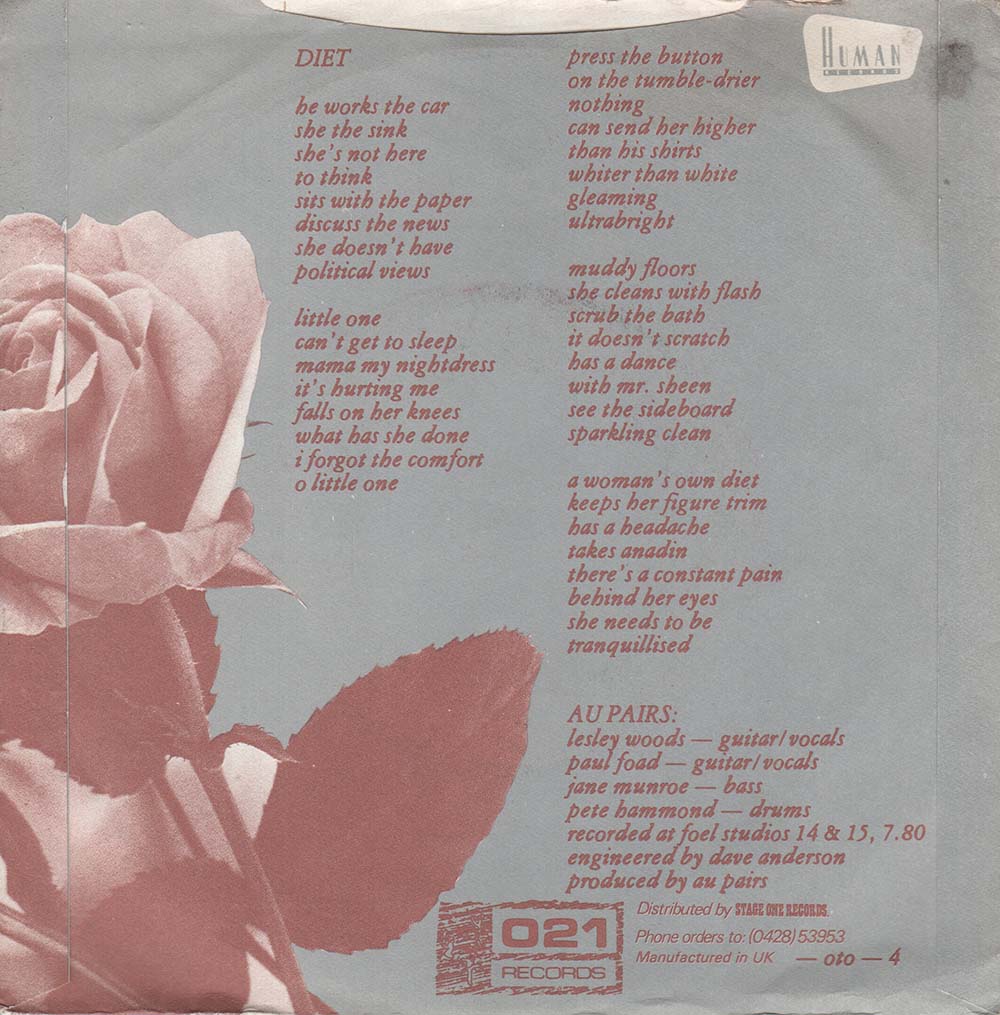 DIET
he works the car
she the sink
she's not here
to think
sits with the paper
discuss the news
she doesn't have
political views
little one
can't get to sleep
mama my nightdress
it's hurting me
falls on her knees
what has she done
i forgot the comfort
o little one
press the button
on the tumble-drier
nothing
can send her higher
than his shirts
whiter than white
gleaming
ultrabright
muddy floors
she cleans with flash
scrub the bath
it doesn't scratch
has a dance
with mr. sheen
see the sideboard
sparkling clean
a woman's own diet
keeps her figure trim
has a headache
takes anadin
there's a constant pain
behind her eyes
she needs to be
tranquillised
AU PAIRS:
lesley woods — guitar/vocals
paul foad — guitar/vocals
jane munroe — bass
pete hammond — drums
recorded at foel studios 14 & 15, 7.80
engineered by dave anderson
produced by au pairs
HUMAN
RECORDS
021
RECORDS
Distributed by STAGE ONE RECORDS.
Phone orders to: (0428) 53953
Manufactured in UK — oto — 4